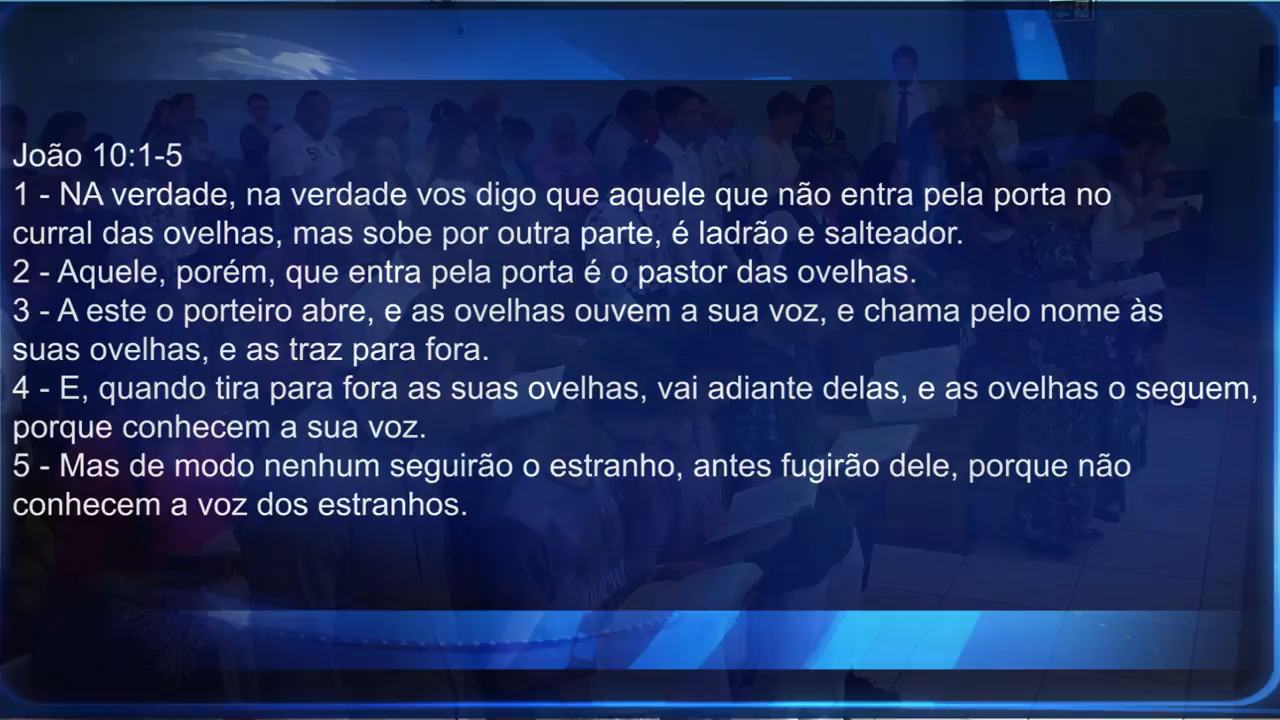 João 10:1-5
1 - NA verdade, na verdade vos digo que aquele que não entra pela porta no
curral das ovelhas, mas sobe por outra parte, é ladrão e salteador.
2 - Aquele, porém, que entra pela porta é o pastor das ovelhas.
3 - A este o porteiro abre, e as ovelhas ouvem a sua voz, e chama pelo nome às
suas ovelhas, e as traz para fora.
4 - E, quando tira para fora as suas ovelhas, vai adiante delas, e as ovelhas o seguem,
porque conhecem a sua voz.
5 - Mas de modo nenhum seguirão o estranho, antes fugirão dele, porque não
conhecem a voz dos estranhos.